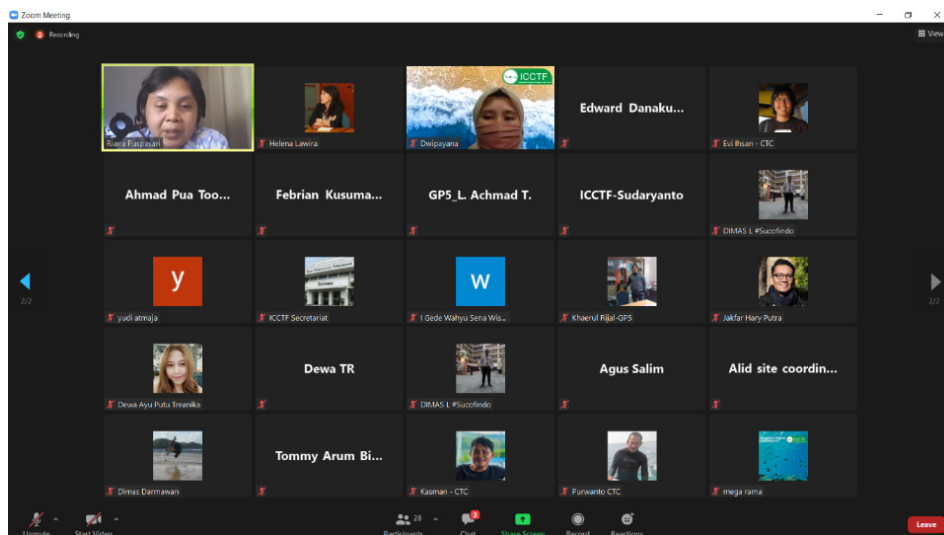 Zoom Meeting
Recording
View
ICCTF
Riana Puspasari
Helena Lawira
Dwipayana
Edward Danaku...
Evi Ihsan - CTC
Ahmad Pua Too...
Febrian Kusuma...
GP5_L. Achmad T.
ICCTF-Sudaryanto
DIMAS L #Sucofindo
y
yudi atmaja
ICCTF Secretariat
w
I Gede Wahyu Sena Wis...
Khaerul Rijal-GP5
Jakfar Hary Putra
2/2
2/2
Dewa Ayu Putu Treanika
Dewa TR
DIMAS L #Sucofindo
Agus Salim
Alid site coordin...
Dimas Darmawan
Tommy Arum Bi...
Kasman - CTC
Purwanto CTC
mega rama
Unmute
Start Video
28
Participants
3
Chat
Share Screen
Record
Reactions
Leave